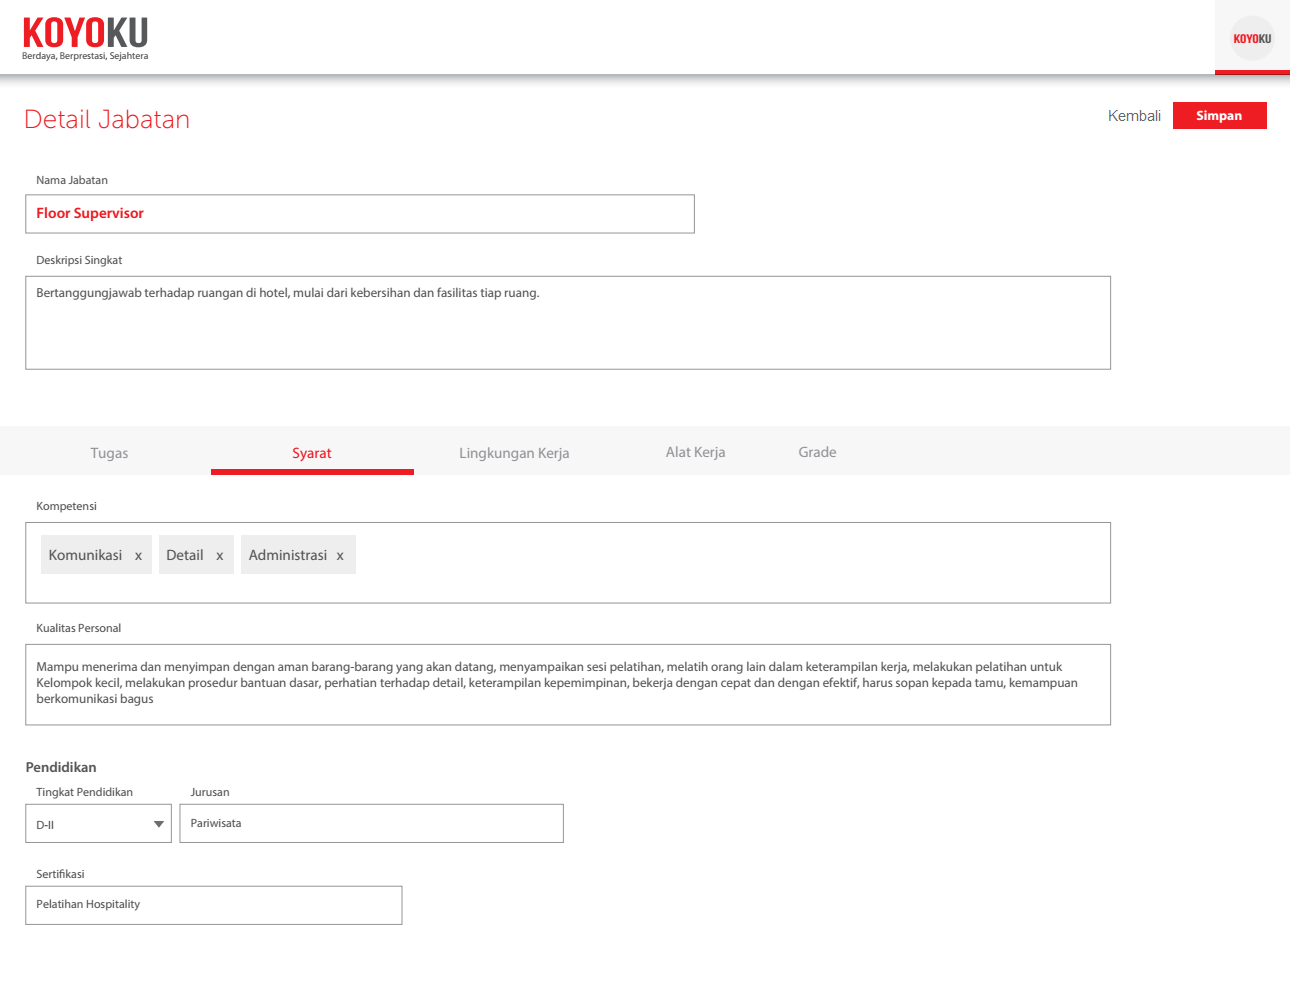 KOYOKU
Berdaya, Berprestasi, Sejahtera
KOYOKU
Detail Jabatan
Kembali
Simpan
Nama Jabatan
Floor Supervisor
Deskripsi Singkat
Bertanggungjawab terhadap ruangan di hotel, mulai dari kebersihan dan fasilitas tiap ruang.
Tugas
Syarat
Lingkungan Kerja
Alat Kerja
Grade
Kompetensi
Komunikasi x
Detail x
Administrasi x
Kualitas Personal
Mampu menerima dan menyimpan dengan aman barang-barang yang akan datang, menyampaikan sesi pelatihan, melatih orang lain dalam keterampilan kerja, melakukan pelatihan untuk
Kelompok kecil, melakukan prosedur bantuan dasar, perhatian terhadap detail, keterampilan kepemimpinan, bekerja dengan cepat dan dengan efektif, harus sopan kepada tamu, kemampuan
berkomunikasi bagus
Pendidikan
Tingkat Pendidikan
Jurusan
D-II
Pariwisata
Sertifikasi
Pelatihan Hospitality